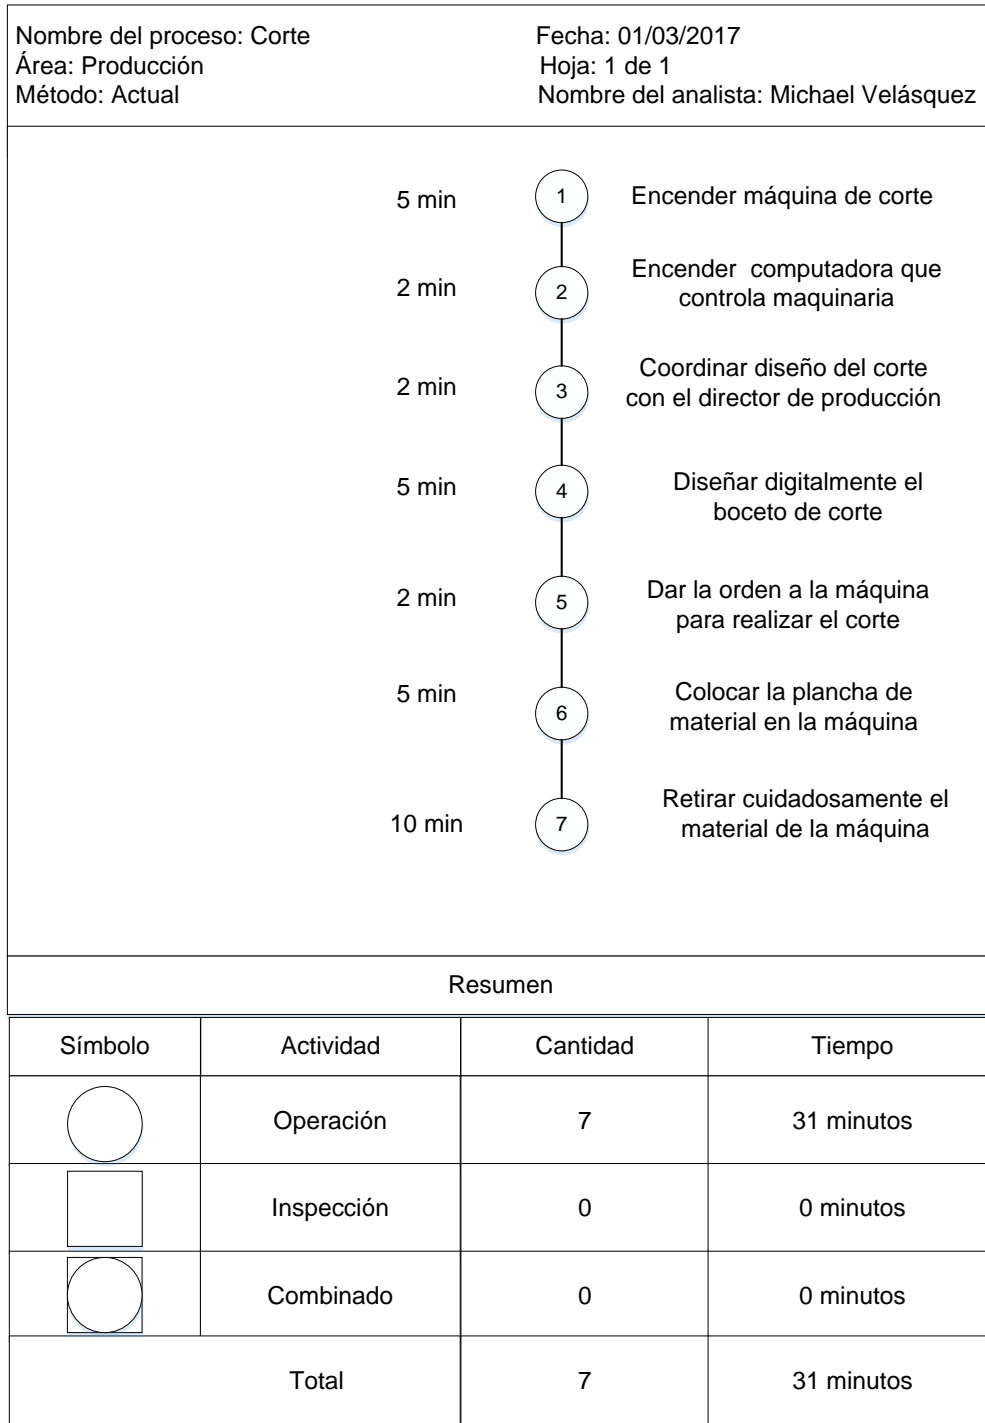 Nombre del proceso: Corte
Fecha: 01/03/2017
Área: Producción
Hoja: 1 de 1
Método: Actual
Nombre del analista: Michael Velásquez
5 min
1
Encender máquina de corte
2 min
2
Encender computadora que
controla maquinaria
2 min
3
Coordinar diseño del corte
con el director de producción
5 min
4
Diseñar digitalmente el
boceto de corte
2 min
5
Dar la orden a la máquina
para realizar el corte
5 min
6
Colocar la plancha de
material en la máquina
10 min
7
Retirar cuidadosamente el
material de la máquina
Resumen
Símbolo Actividad Cantidad Tiempo
Operación 7 31 minutos
Inspección 0 0 minutos
Combinado 0 0 minutos
Total 7 31 minutos